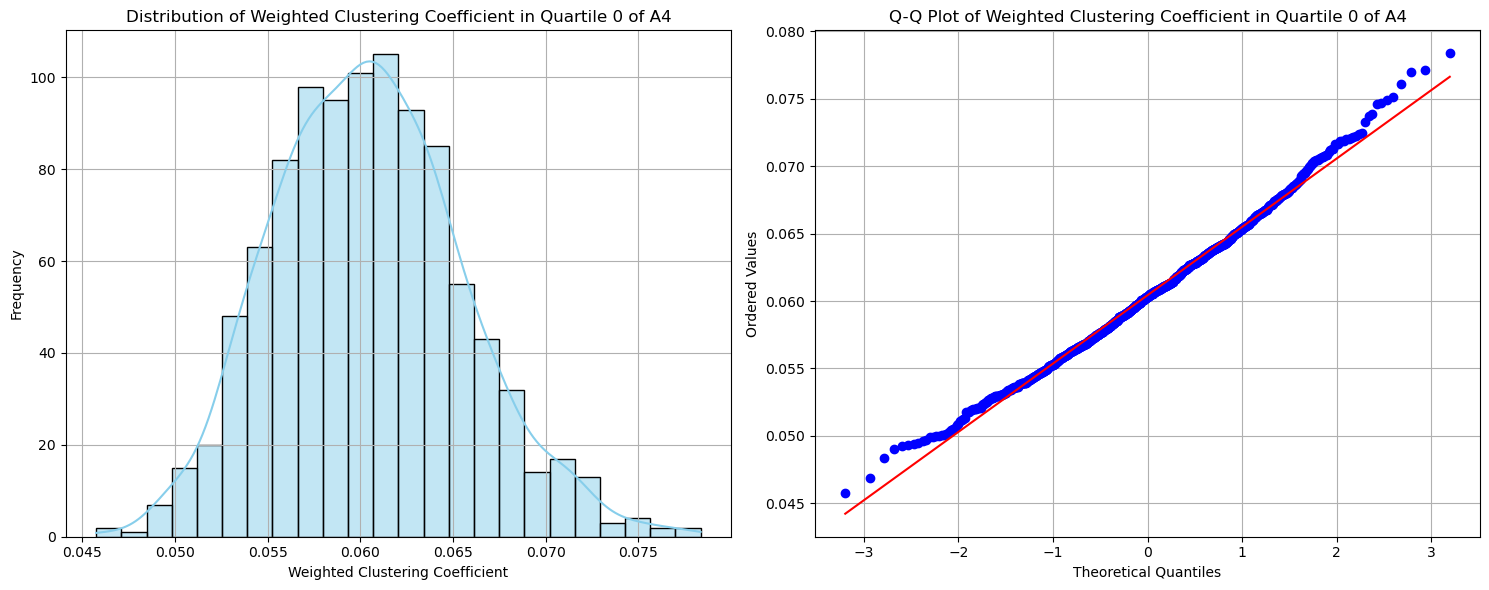 Distribution of Weighted Clustering Coefficient in Quartile 0 of A4
Frequency
100
80
60
40
20
0
0.045 0.050 0.055 0.060 0.065 0.070 0.075
Weighted Clustering Coefficient
Q-Q Plot of Weighted Clustering Coefficient in Quartile 0 of A4
Ordered Values
0.080
0.075
0.070
0.065
0.060
0.055
0.050
0.045
−3 −2 −1 0 1 2 3
Theoretical Quantiles